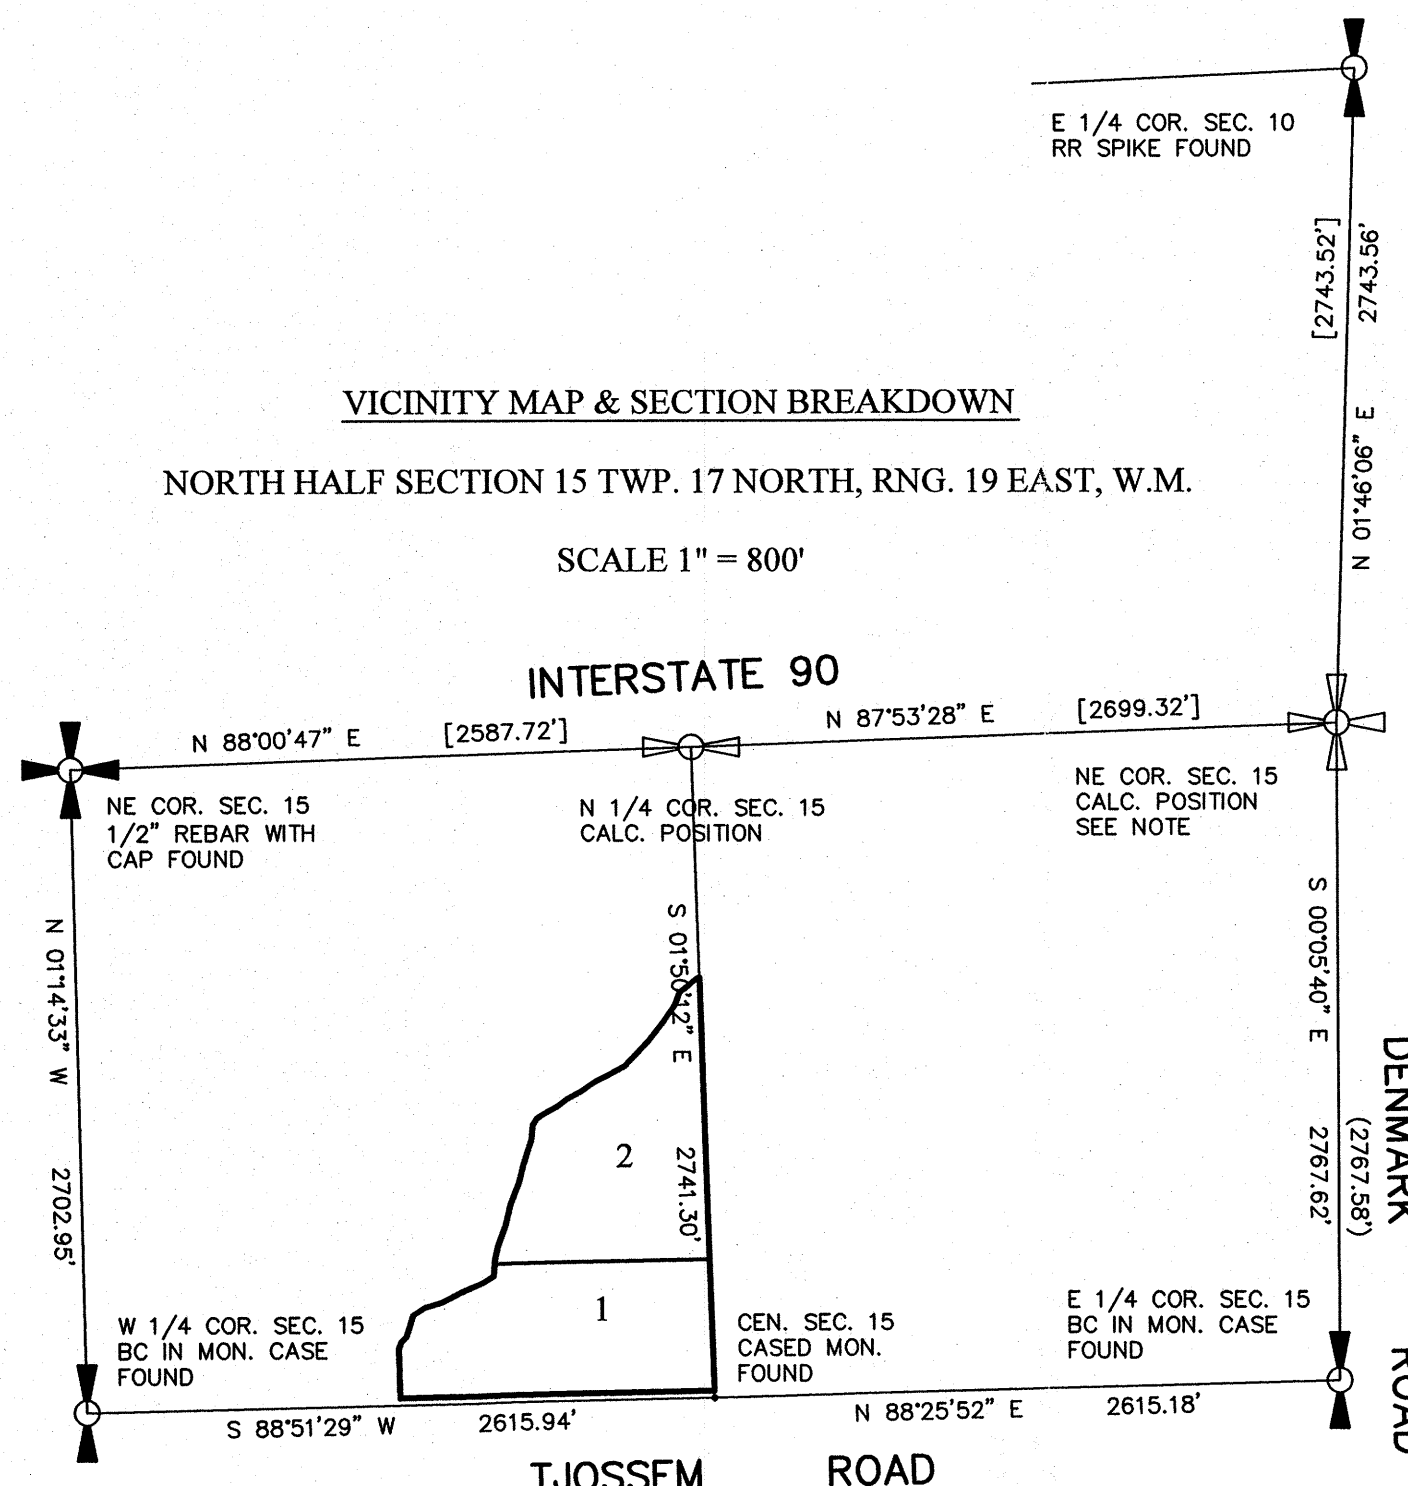 E 1/4 COR. SEC. 10
RR SPIKE FOUND
[2743.52']
2743.56'
N 01°46'06" E
VICINITY MAP & SECTION BREAKDOWN
NORTH HALF SECTION 15 TWP. 17 NORTH, RNG. 19 EAST, W.M.
SCALE 1" = 800'
INTERSTATE 90
N 88°00'47" E
[2587.72']
N 87°53'28" E
[2699.32']
NE COR. SEC. 15
1/2" REBAR WITH
CAP FOUND
N 1/4 COR. SEC. 15
CALC. POSITION
NE COR. SEC. 15
CALC. POSITION
SEE NOTE
N 01°14'33" W
2702.95'
S 01°50'12" E
2741.30'
S 00°05'40" E
2767.62'
(2767.58')
DENMARK ROAD
2
1
W 1/4 COR. SEC. 15
BC IN MON. CASE
FOUND
CEN. SEC. 15
CASED MON.
FOUND
E 1/4 COR. SEC. 15
BC IN MON. CASE
FOUND
S 88°51'29" W
2615.94'
N 88°25'52" E
2615.18'
TJOSSEM ROAD